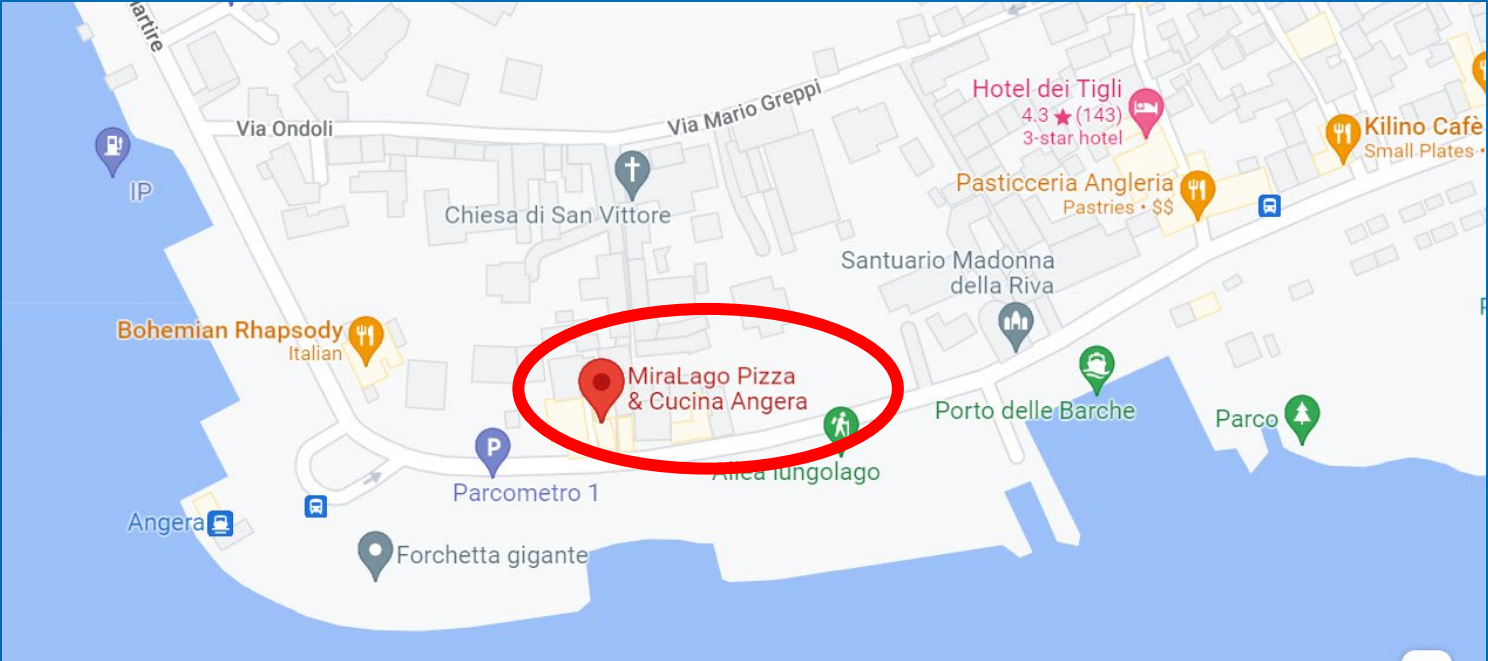 artire
Via Ondoli
Via Mario Greppi
Hotel dei Tigli
4.3 ★ (143)
3-star hotel
Kilino Cafè
Small Plates •
IP
Chiesa di San Vittore
Pasticceria Angleria
Pastries • $$
Santuario Madonna
della Riva
Bohemian Rhapsody
Italian
MiraLago Pizza
& Cucina Angera
Porto delle Barche
Parco
P
Parcometro 1
Allea lungolago
Angera
Forchetta gigante